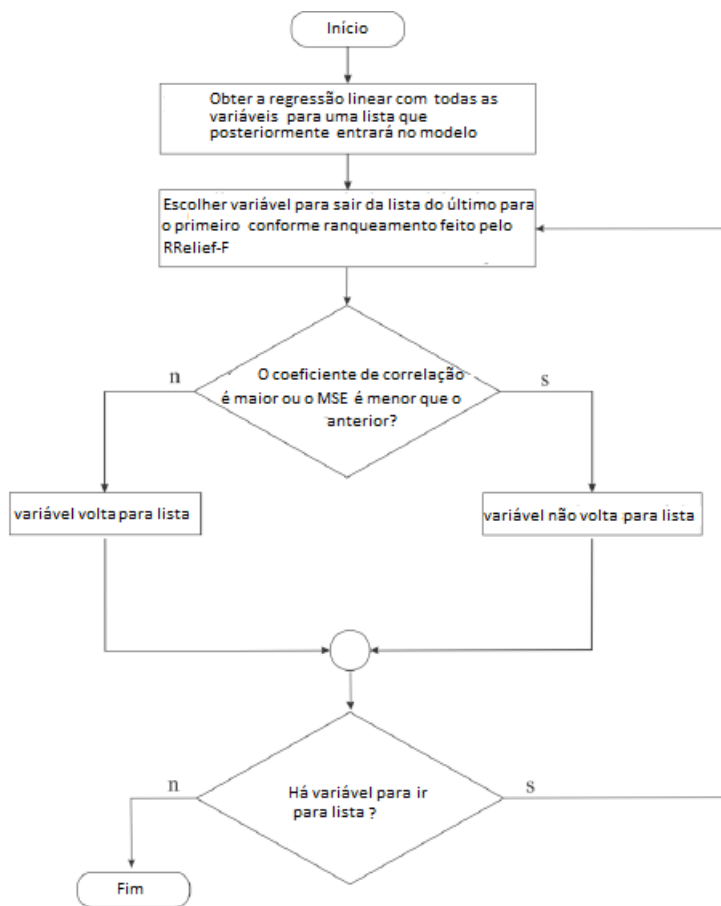 Início
Obter a regressão linear com todas as
variáveis para uma lista que
posteriormente entrará no modelo
Escolher variável para sair da lista do último para
o primeiro conforme ranqueamento feito pelo
RRelief-F
O coeficiente de correlação
é maior ou o MSE é menor que o
anterior?
n
s
variável volta para lista
variável não volta para lista
Há variável para ir
para lista ?
n
s
Fim